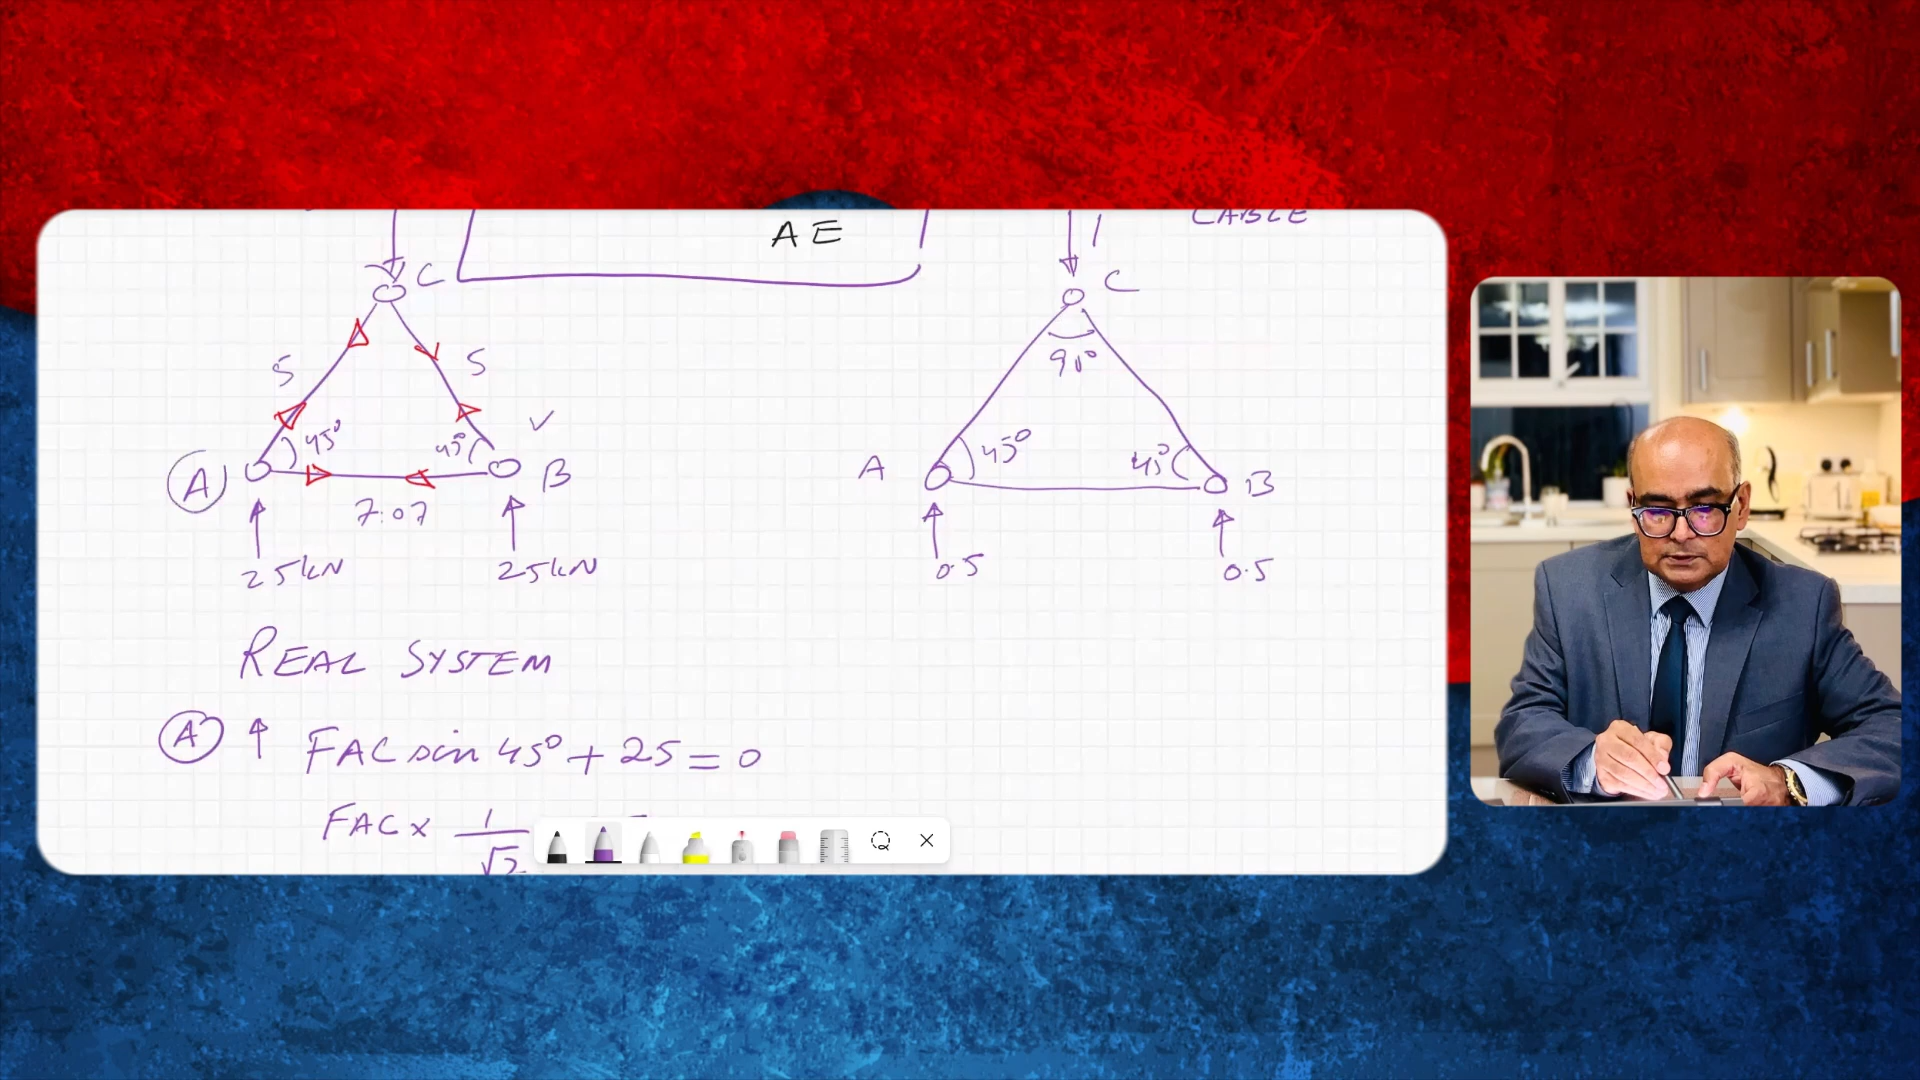 AE
1
CABLE
C
C
90°
S
S
45°
45°
A
B
7.07
25kN
25kN
A
45°
45°
B
0.5
0.5
REAL SYSTEM
A FAC sin 45° + 25 = 0
FAC x 1
√2